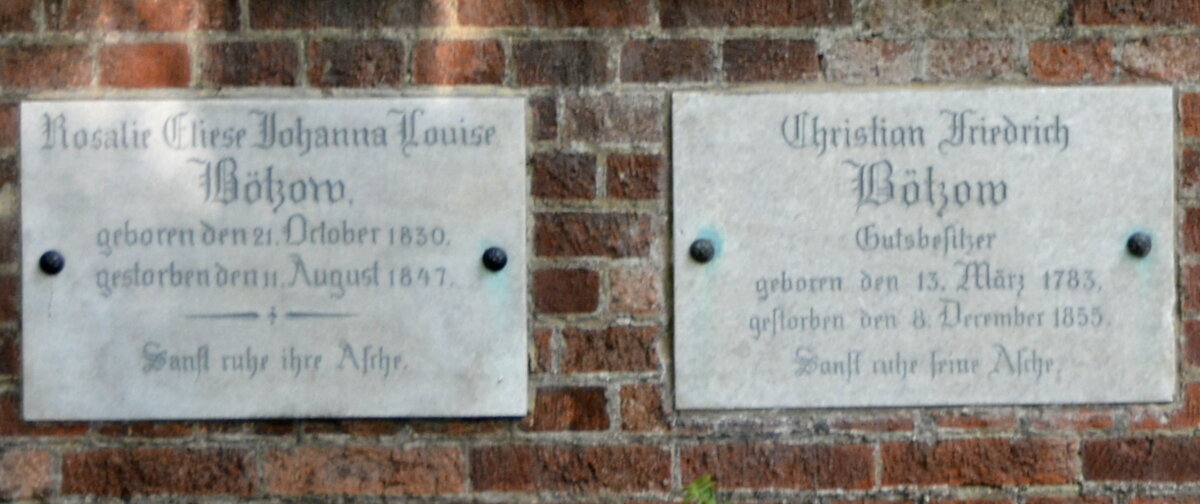 Rosalie Eliese Johanna Louise
Bötzow,
geboren den 21. October 1830.
gestorben den 11. August 1847.
Sanft ruhe ihre Asche.
Christian Friedrich
Bötzow
Gutsbesitzer
geboren den 13. März 1783,
gestorben den 8. December 1855.
Sanft ruhe seine Asche.